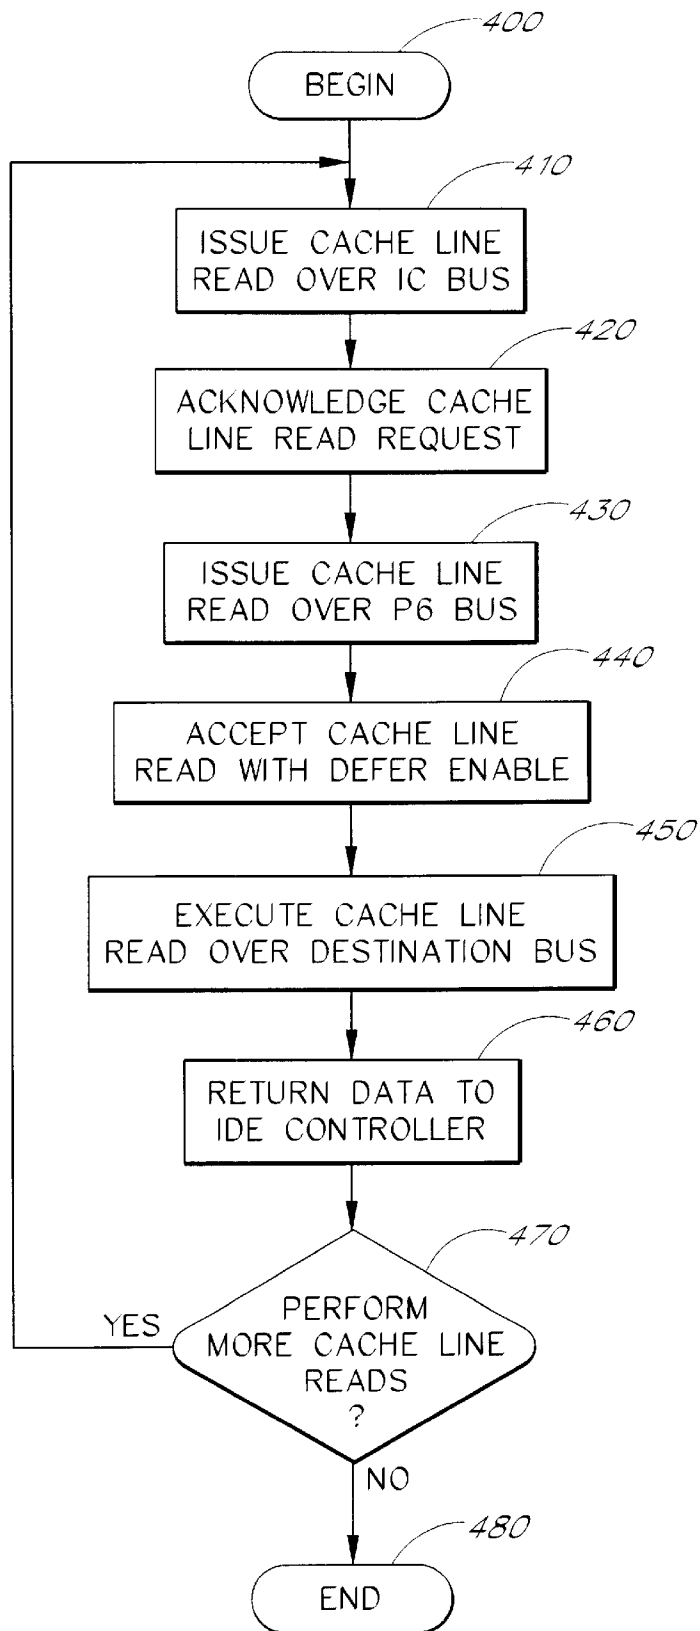 400
BEGIN
410
ISSUE CACHE LINE
READ OVER IC BUS
420
ACKNOWLEDGE CACHE
LINE READ REQUEST
430
ISSUE CACHE LINE
READ OVER P6 BUS
440
ACCEPT CACHE LINE
READ WITH DEFER ENABLE
450
EXECUTE CACHE LINE
READ OVER DESTINATION BUS
460
RETURN DATA TO
IDE CONTROLLER
470
YES
PERFORM
MORE CACHE LINE
READS
?
NO
480
END